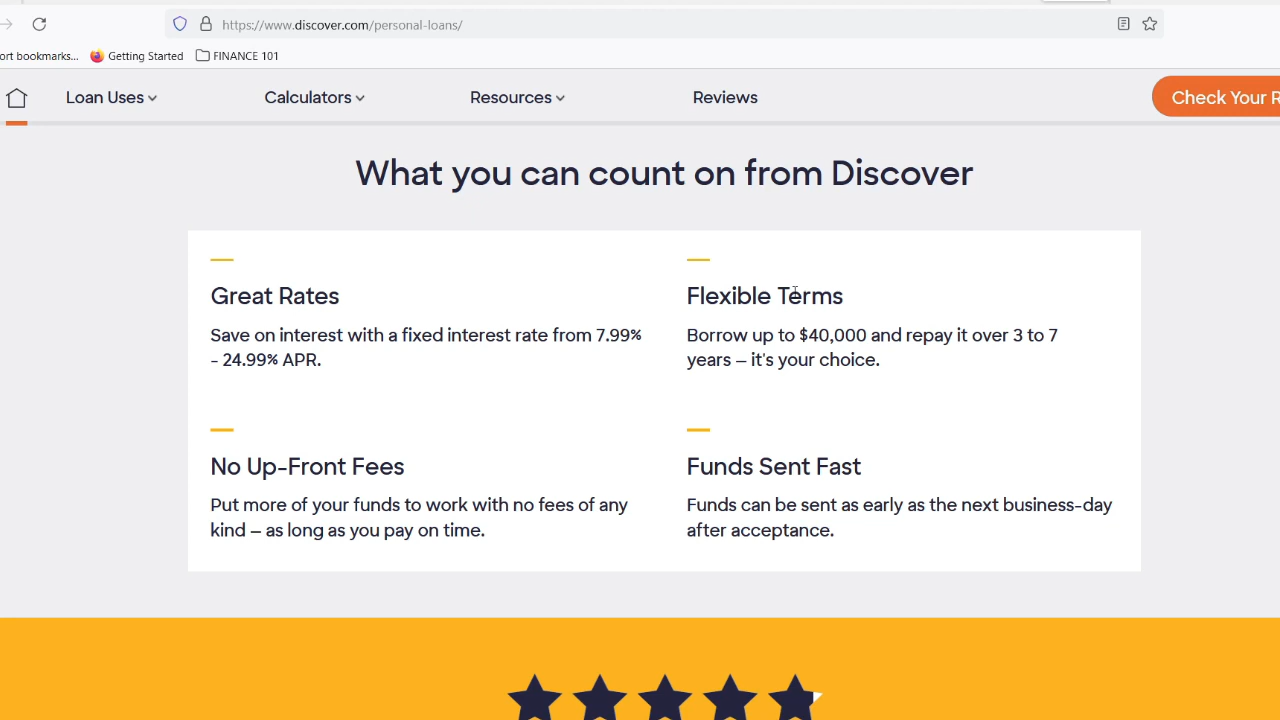 https://www.discover.com/personal-loans/
ort bookmarks... Getting Started FINANCE 101
Loan Uses Calculators Resources Reviews Check Your R
What you can count on from Discover
Great Rates
Save on interest with a fixed interest rate from 7.99%
- 24.99% APR.
Flexible Terms
Borrow up to $40,000 and repay it over 3 to 7
years – it's your choice.
No Up-Front Fees
Put more of your funds to work with no fees of any
kind – as long as you pay on time.
Funds Sent Fast
Funds can be sent as early as the next business-day
after acceptance.